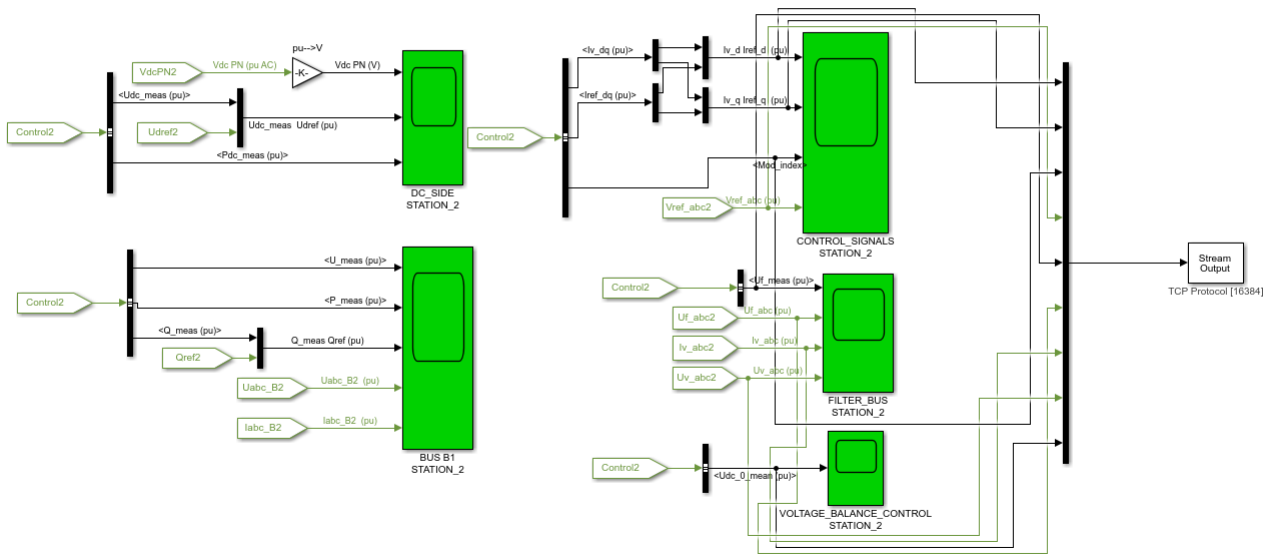 pu-->V
VdcPN2
Vdc PN (pu AC)
-K-
Vdc PN (V)
<Udc_meas (pu)>
Control2
Udref2
Udc_meas Udref (pu)
<Pdc_meas (pu)>
DC_SIDE
STATION_2
<Iv_dq (pu)>
Iv_d Iref_d (pu)
<Iref_dq (pu)>
Iv_q Iref_q (pu)
Control2
<Mod_index>
Vref_abc2
Vref_abc (pu)
CONTROL_SIGNALS
STATION_2
<U_meas (pu)>
Control2
<P_meas (pu)>
<Q_meas (pu)>
Qref2
Q_meas Qref (pu)
Uabc_B2
Uabc_B2 (pu)
Iabc_B2
Iabc_B2 (pu)
BUS B1
STATION_2
Control2
<Uf_meas (pu)>
Uf_abc2
Uf_abc (pu)
Iv_abc2
Iv_abc (pu)
Uv_abc2
Uv_abc (pu)
FILTER_BUS
STATION_2
Control2
<Udc_0_mean (pu)>
VOLTAGE_BALANCE_CONTROL
STATION_2
Stream
Output
TCP Protocol [16384]